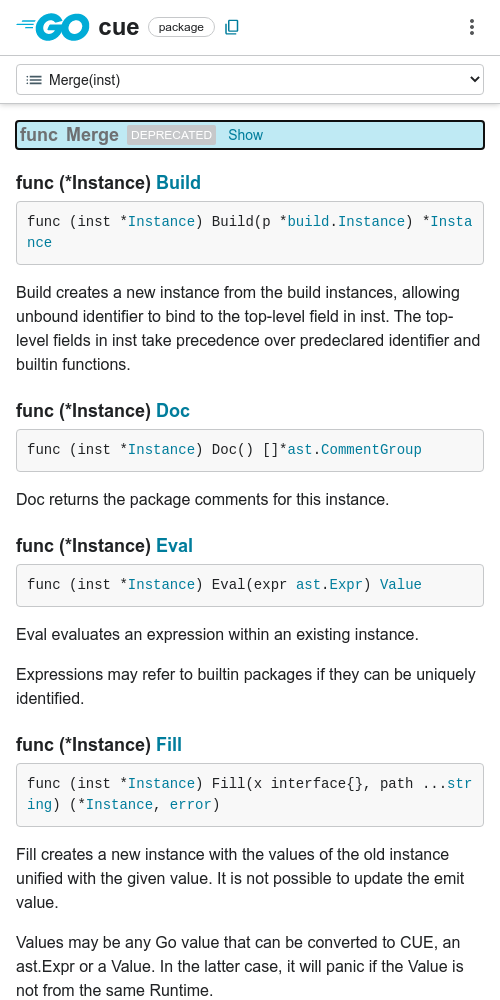 GO cue package
Merge(inst)
func Merge DEPRECATED Show
func (*Instance) Build
func (inst *Instance) Build(p *build.Instance) *Insta
nce
Build creates a new instance from the build instances, allowing
unbound identifier to bind to the top-level field in inst. The top-
level fields in inst take precedence over predeclared identifier and
builtin functions.
func (*Instance) Doc
func (inst *Instance) Doc() []*ast.CommentGroup
Doc returns the package comments for this instance.
func (*Instance) Eval
func (inst *Instance) Eval(expr ast.Expr) Value
Eval evaluates an expression within an existing instance.
Expressions may refer to builtin packages if they can be uniquely
identified.
func (*Instance) Fill
func (inst *Instance) Fill(x interface{}, path ...str
ing) (*Instance, error)
Fill creates a new instance with the values of the old instance
unified with the given value. It is not possible to update the emit
value.
Values may be any Go value that can be converted to CUE, an
ast.Expr or a Value. In the latter case, it will panic if the Value is
not from the same Runtime.